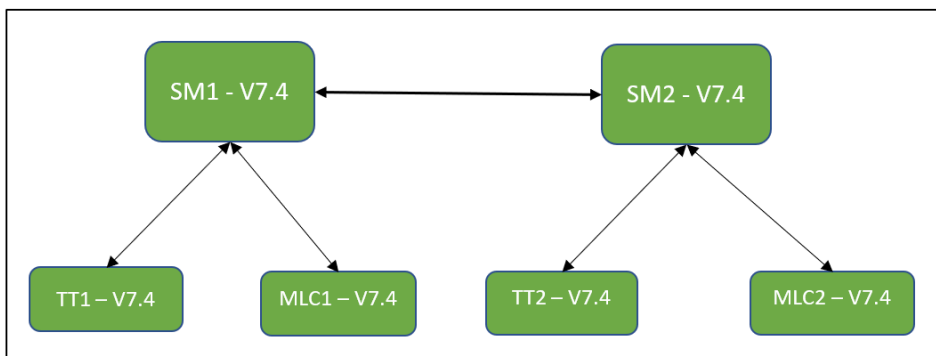 SM1 - V7.4
SM2 - V7.4
TT1 – V7.4
MLC1 – V7.4
TT2 – V7.4
MLC2 – V7.4